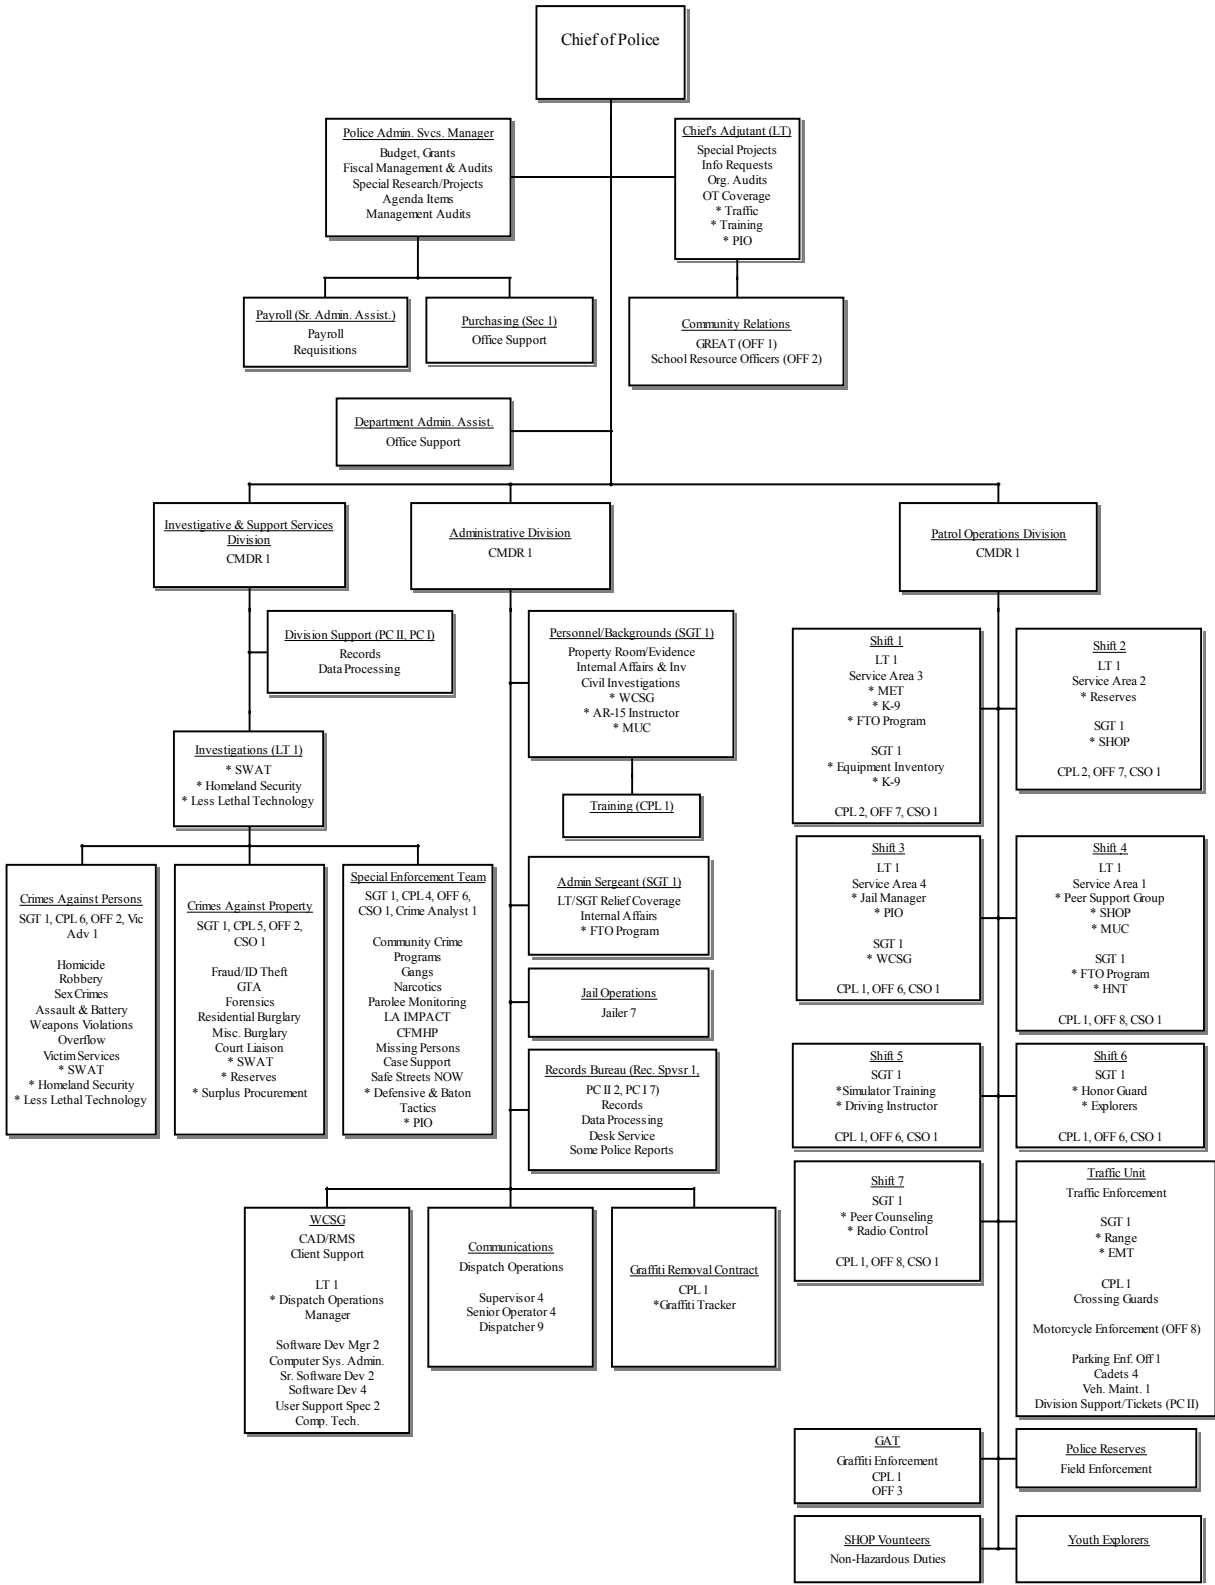 Chief of Police
Police Admin. Svcs. Manager
Budget, Grants
Fiscal Management & Audits
Special Research/Projects
Agenda Items
Management Audits
Chief's Adjutant (LT)
Special Projects
Info Requests
Org. Audits
OT Coverage
* Traffic
* Training
* PIO
Payroll (Sr. Admin. Assist.)
Payroll
Requisitions
Purchasing (Sec 1)
Office Support
Community Relations
GREAT (OFF 1)
School Resource Officers (OFF 2)
Department Admin. Assist.
Office Support
Investigative & Support Services
Division
CMDR 1
Administrative Division
CMDR 1
Patrol Operations Division
CMDR 1
Division Support (PC II, PC I)
Records
Data Processing
Investigations (LT 1)
* SWAT
* Homeland Security
* Less Lethal Technology
Crimes Against Persons
SGT 1, CPL 6, OFF 2, Vic
Adv 1
Homicide
Robbery
Sex Crimes
Assault & Battery
Weapons Violations
Overflow
Victim Services
* SWAT
* Homeland Security
* Less Lethal Technology
Crimes Against Property
SGT 1, CPL 5, OFF 2,
CSO 1
Fraud/ID Theft
GTA
Forensics
Residential Burglary
Misc. Burglary
Court Liaison
* SWAT
* Reserves
* Surplus Procurement
Special Enforcement Team
SGT 1, CPL 4, OFF 6,
CSO 1, Crime Analyst 1
Community Crime
Programs
Gangs
Narcotics
Parolee Monitoring
LA IMPACT
CFMHP
Missing Persons
Case Support
Safe Streets NOW
* Defensive & Baton
Tactics
* PIO
Personnel/Backgrounds (SGT 1)
Property Room/Evidence
Internal Affairs & Inv
Civil Investigations
* WCSG
* AR-15 Instructor
* MUC
Training (CPL 1)
Admin Sergeant (SGT 1)
LT/SGT Relief Coverage
Internal Affairs
* FTO Program
Jail Operations
Jailer 7
Records Bureau (Rec. Spvsr 1,
PC II 2, PC I 7)
Records
Data Processing
Desk Service
Some Police Reports
WCSG
CAD/RMS
Client Support
LT 1
* Dispatch Operations
Manager
Software Dev Mgr 2
Computer Sys. Admin.
Sr. Software Dev 2
Software Dev 4
User Support Spec 2
Comp. Tech.
Communications
Dispatch Operations
Supervisor 4
Senior Operator 4
Dispatcher 9
Graffiti Removal Contract
CPL 1
*Graffiti Tracker
Shift 1
LT 1
Service Area 3
* MET
* K-9
* FTO Program
SGT 1
* Equipment Inventory
* K-9
CPL 2, OFF 7, CSO 1
Shift 2
LT 1
Service Area 2
* Reserves
SGT 1
* SHOP
CPL 2, OFF 7, CSO 1
Shift 3
LT 1
Service Area 4
* Jail Manager
* PIO
SGT 1
* WCSG
CPL 1, OFF 6, CSO 1
Shift 4
LT 1
Service Area 1
* Peer Support Group
* SHOP
* MUC
SGT 1
* FTO Program
* HNT
CPL 1, OFF 8, CSO 1
Shift 5
SGT 1
*Simulator Training
* Driving Instructor
CPL 1, OFF 6, CSO 1
Shift 6
SGT 1
* Honor Guard
* Explorers
CPL 1, OFF 6, CSO 1
Shift 7
SGT 1
* Peer Counseling
* Radio Control
CPL 1, OFF 8, CSO 1
Traffic Unit
Traffic Enforcement
SGT 1
* Range
* EMT
CPL 1
Crossing Guards
Motorcycle Enforcement (OFF 8)
Parking Enf. Off 1
Cadets 4
Veh. Maint. 1
Division Support/Tickets (PC II)
GAT
Graffiti Enforcement
CPL 1
OFF 3
Police Reserves
Field Enforcement
SHOP Vounteers
Non-Hazardous Duties
Youth Explorers